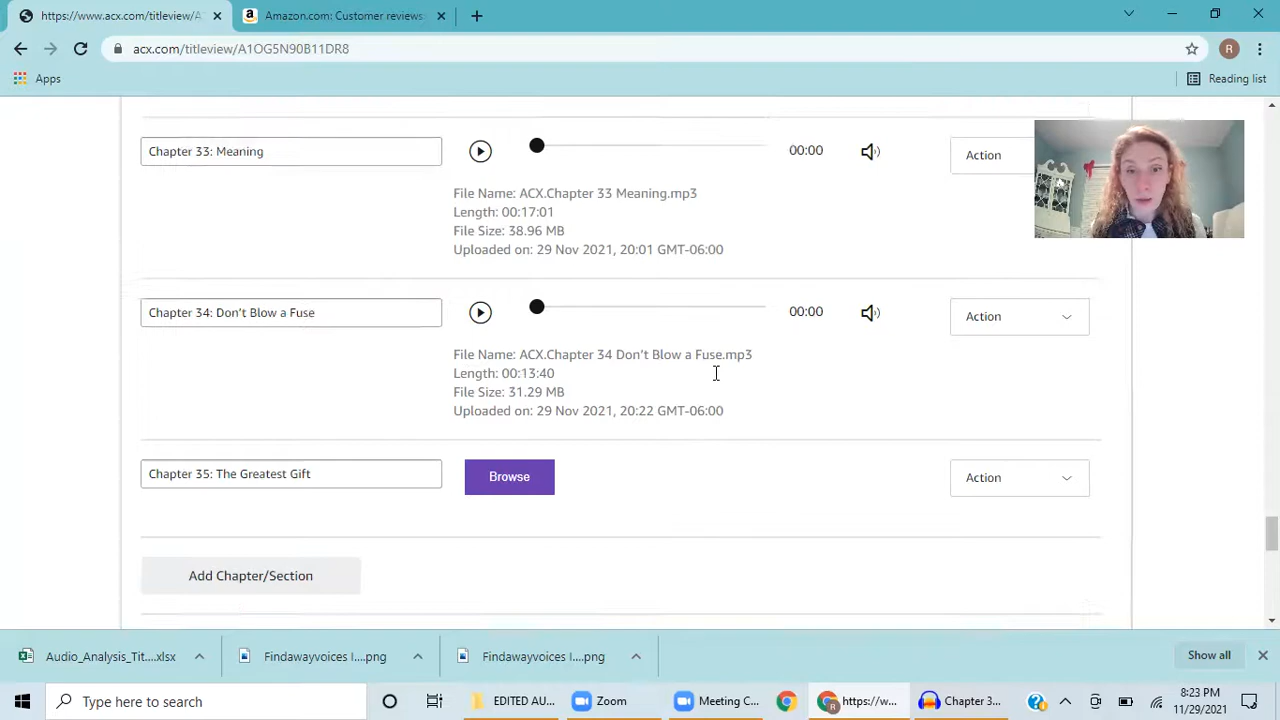 https://www.acx.com/titleview/A
Amazon.com: Customer reviews:
acx.com/titleview/A1OG5N90B11DR8
R
Apps
Reading list
Chapter 33: Meaning
00:00
Action
File Name: ACX.Chapter 33 Meaning.mp3
Length: 00:17:01
File Size: 38.96 MB
Uploaded on: 29 Nov 2021, 20:01 GMT-06:00
Chapter 34: Don't Blow a Fuse
00:00
Action
File Name: ACX.Chapter 34 Don't Blow a Fuse.mp3
Length: 00:13:40
File Size: 31.29 MB
Uploaded on: 29 Nov 2021, 20:22 GMT-06:00
Chapter 35: The Greatest Gift
Browse
Action
Add Chapter/Section
Audio_Analysis_Tit....xlsx
Findawayvoices I....png
Findawayvoices I....png
Show all
Type here to search
EDITED AU...
Zoom
Meeting C...
https://w...
Chapter 3...
8:23 PM
11/29/2021